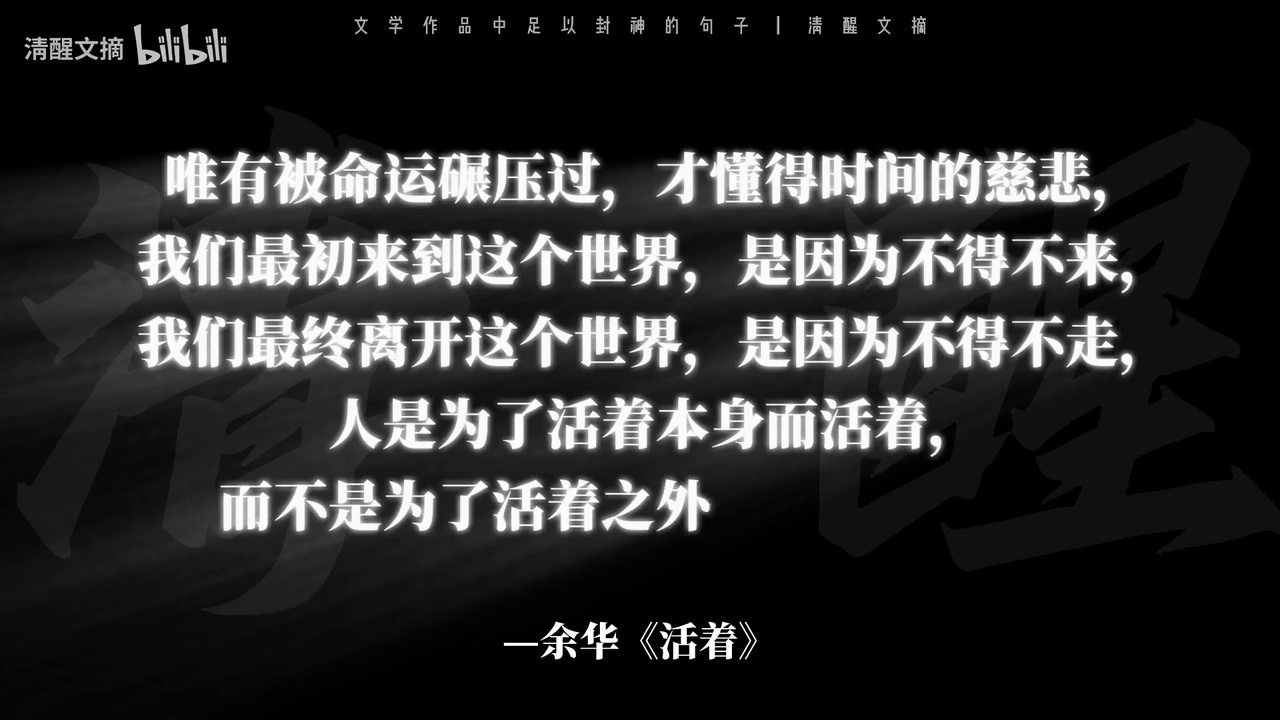 文学作品中足以封神的句子 | 清醒文摘
清醒文摘 bilibili
清醒
唯有被命运碾压过，才懂得时间的慈悲，
我们最初来到这个世界，是因为不得不来，
我们最终离开这个世界，是因为不得不走，
人是为了活着本身而活着，
而不是为了活着之外
—余华《活着》